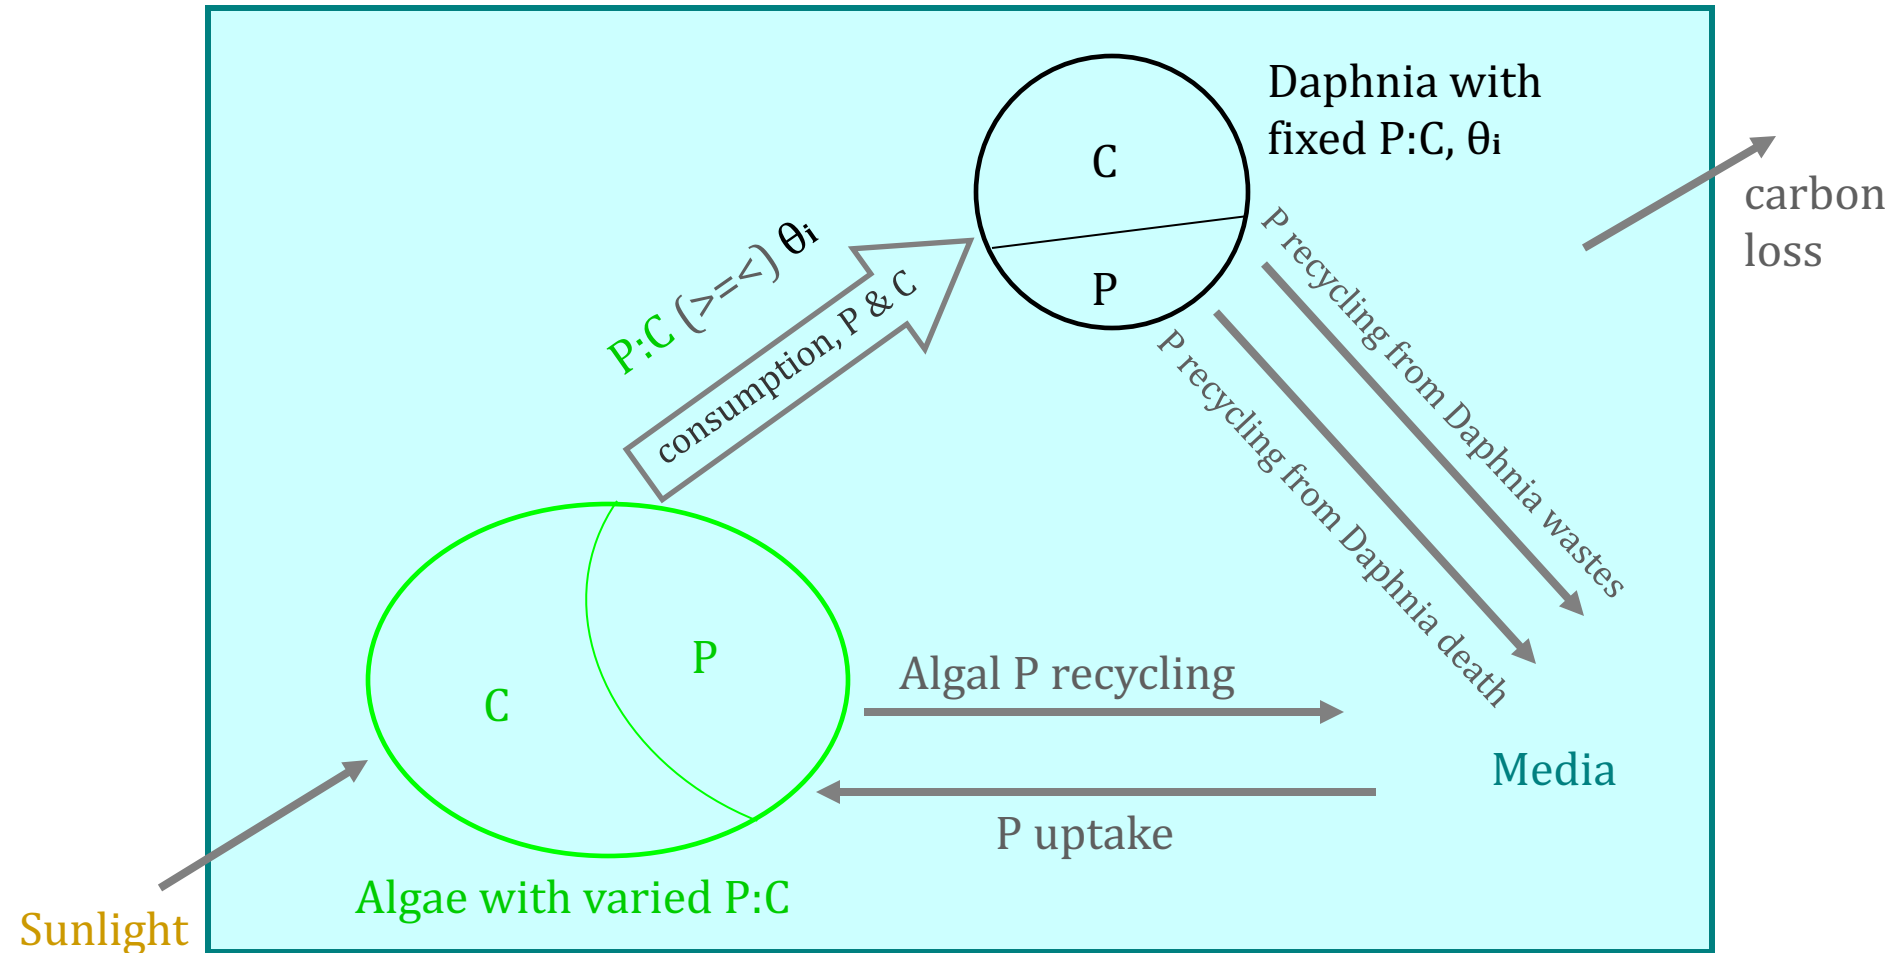 Daphnia with
fixed P:C, θi
C
P
carbon
loss
P:C (>=<) θi
consumption, P & C
P recycling from Daphnia wastes
P recycling from Daphnia death
C
P
Algal P recycling
Media
P uptake
Algae with varied P:C
Sunlight